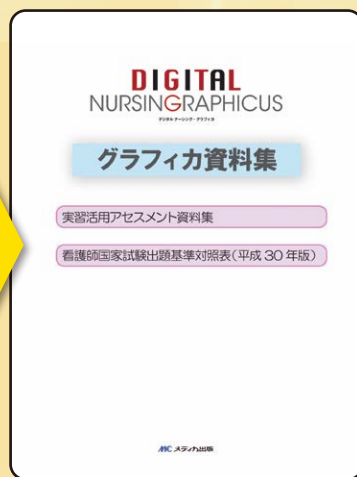 DIGITAL
NURSINGRAPHICUS
デジタル ナーシング・グラフィカ
グラフィカ資料集
実習活用アセスメント資料集
看護師国家試験出題基準対照表(平成30年版)
MC メディカ出版